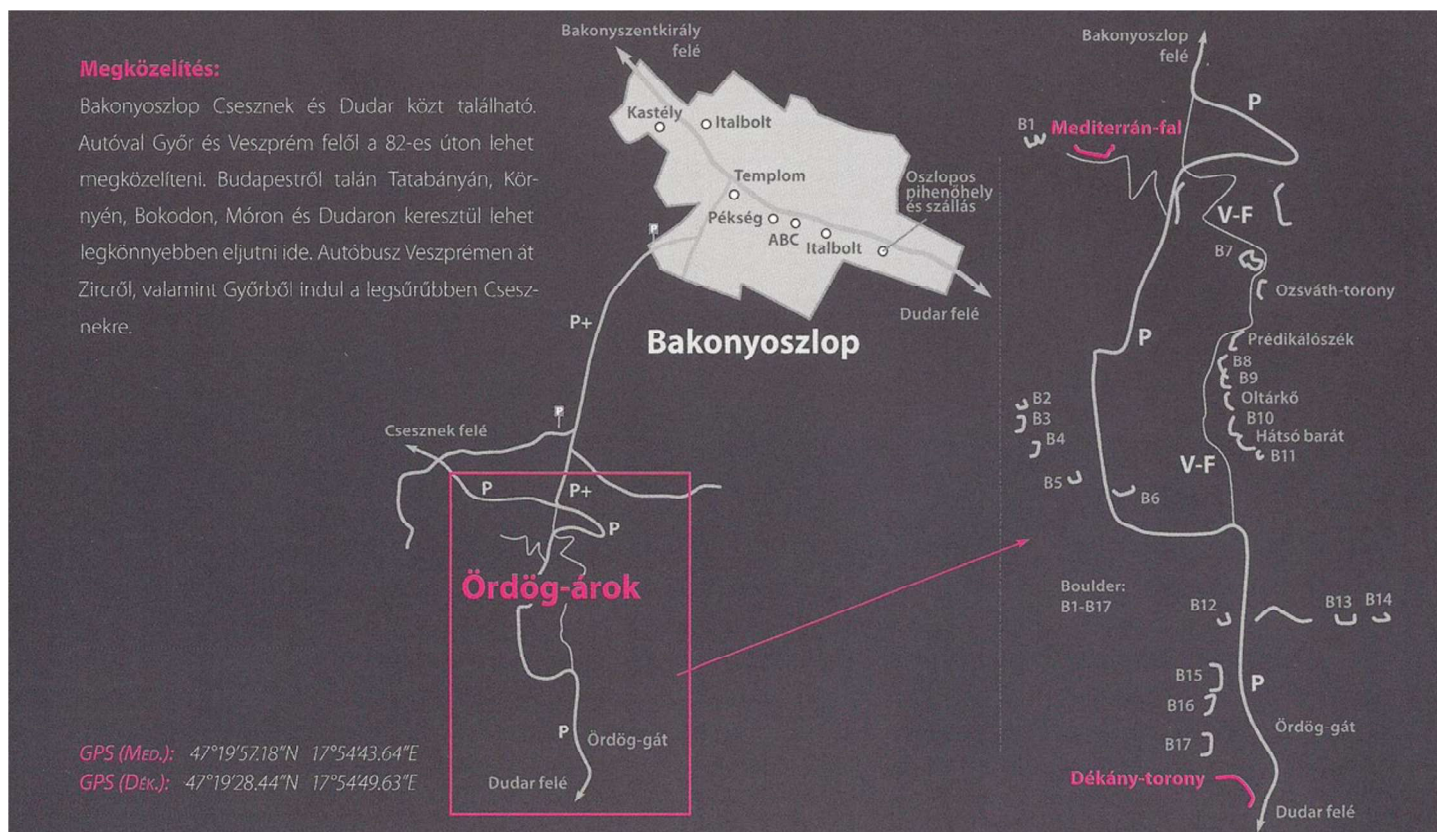 Megközelítés:
Bakonyoszlop Csesznek és Dudar közt található.
Autóval Győr és Veszprém felől a 82-es úton lehet
megközelíteni. Budapestről talán Tatabányán, Kör-
nyén, Bokodon, Móron és Dudaron keresztül lehet
legkönnyebben eljutni ide. Autóbusz Veszprémen át
Zircről, valamint Győrből indul a legsűrűbben Csesz-
nekre.
GPS (MED.): 47°19'57.18"N 17°54'43.64"E
GPS (DÉK.): 47°19'28.44"N 17°54'49.63"E
Bakonyszentkirály
felé
Kastély
Italbolt
Templom
Oszlopos
pihenőhely
és szállás
Pékség
ABC
Italbolt
P
Dudar felé
P+
Bakonyoszlop
P
Csesznek felé
P
P+
P
Ördög-árok
P
Ördög-gát
Dudar felé
Bakonyoszlop
felé
P
B1
Mediterrán-fal
V-F
B7
Ozsváth-torony
P
Prédikálószék
B8
B9
B2
Oltárkő
B3
B10
B4
Hátsó barát
B11
V-F
B5
B6
Boulder:
B1-B17
B12
B13
B14
B15
P
B16
Ördög-gát
B17
Dékány-torony
Dudar felé